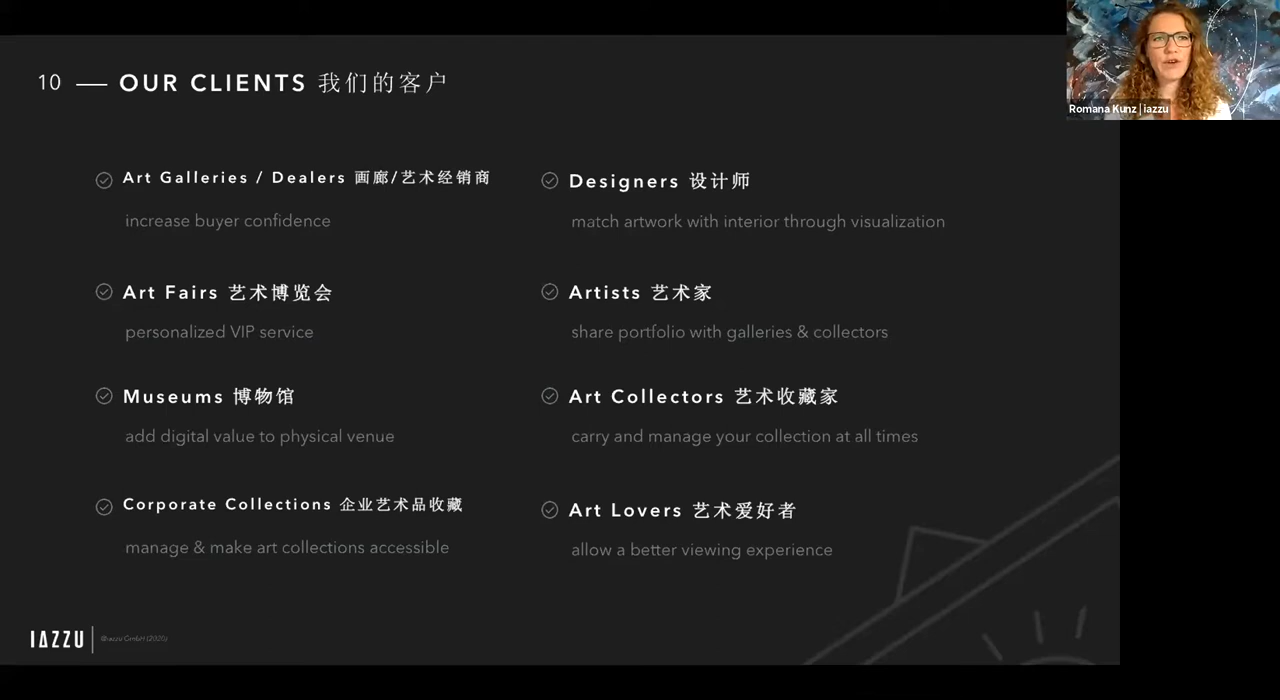 10 — OUR CLIENTS 我们的客户
Romana Kunz | iazzu
Art Galleries / Dealers 画廊/艺术经销商
increase buyer confidence
Art Fairs 艺术博览会
personalized VIP service
Museums 博物馆
add digital value to physical venue
Corporate Collections 企业艺术品收藏
manage & make art collections accessible
Designers 设计师
match artwork with interior through visualization
Artists 艺术家
share portfolio with galleries & collectors
Art Collectors 艺术收藏家
carry and manage your collection at all times
Art Lovers 艺术爱好者
allow a better viewing experience
IAZZU
GmbH (2020)